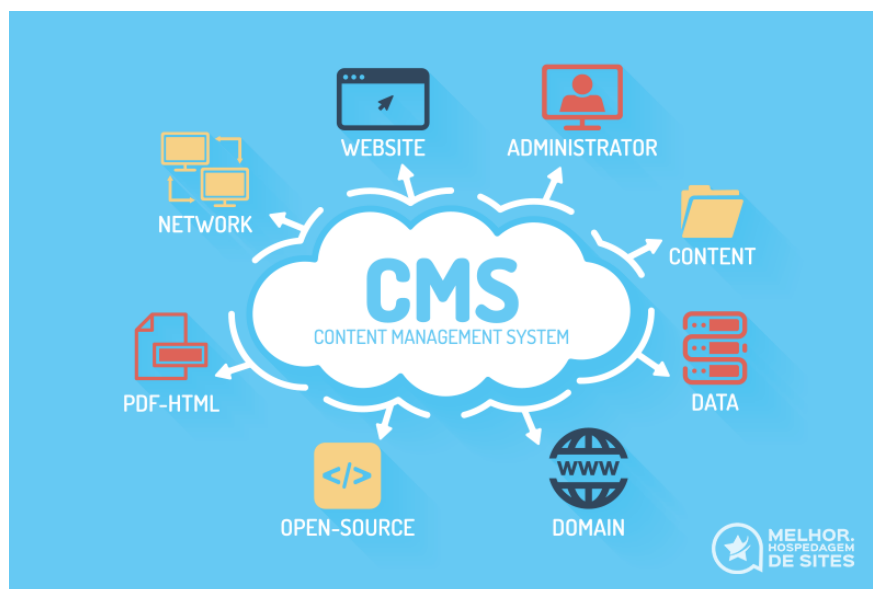 WEBSITE
ADMINISTRATOR
NETWORK
CONTENT
CMS
CONTENT MANAGEMENT SYSTEM
PDF-HTML
DATA
</>
OPEN-SOURCE
WWW
DOMAIN
MELHOR.
HOSPEDAGEM
DE SITES